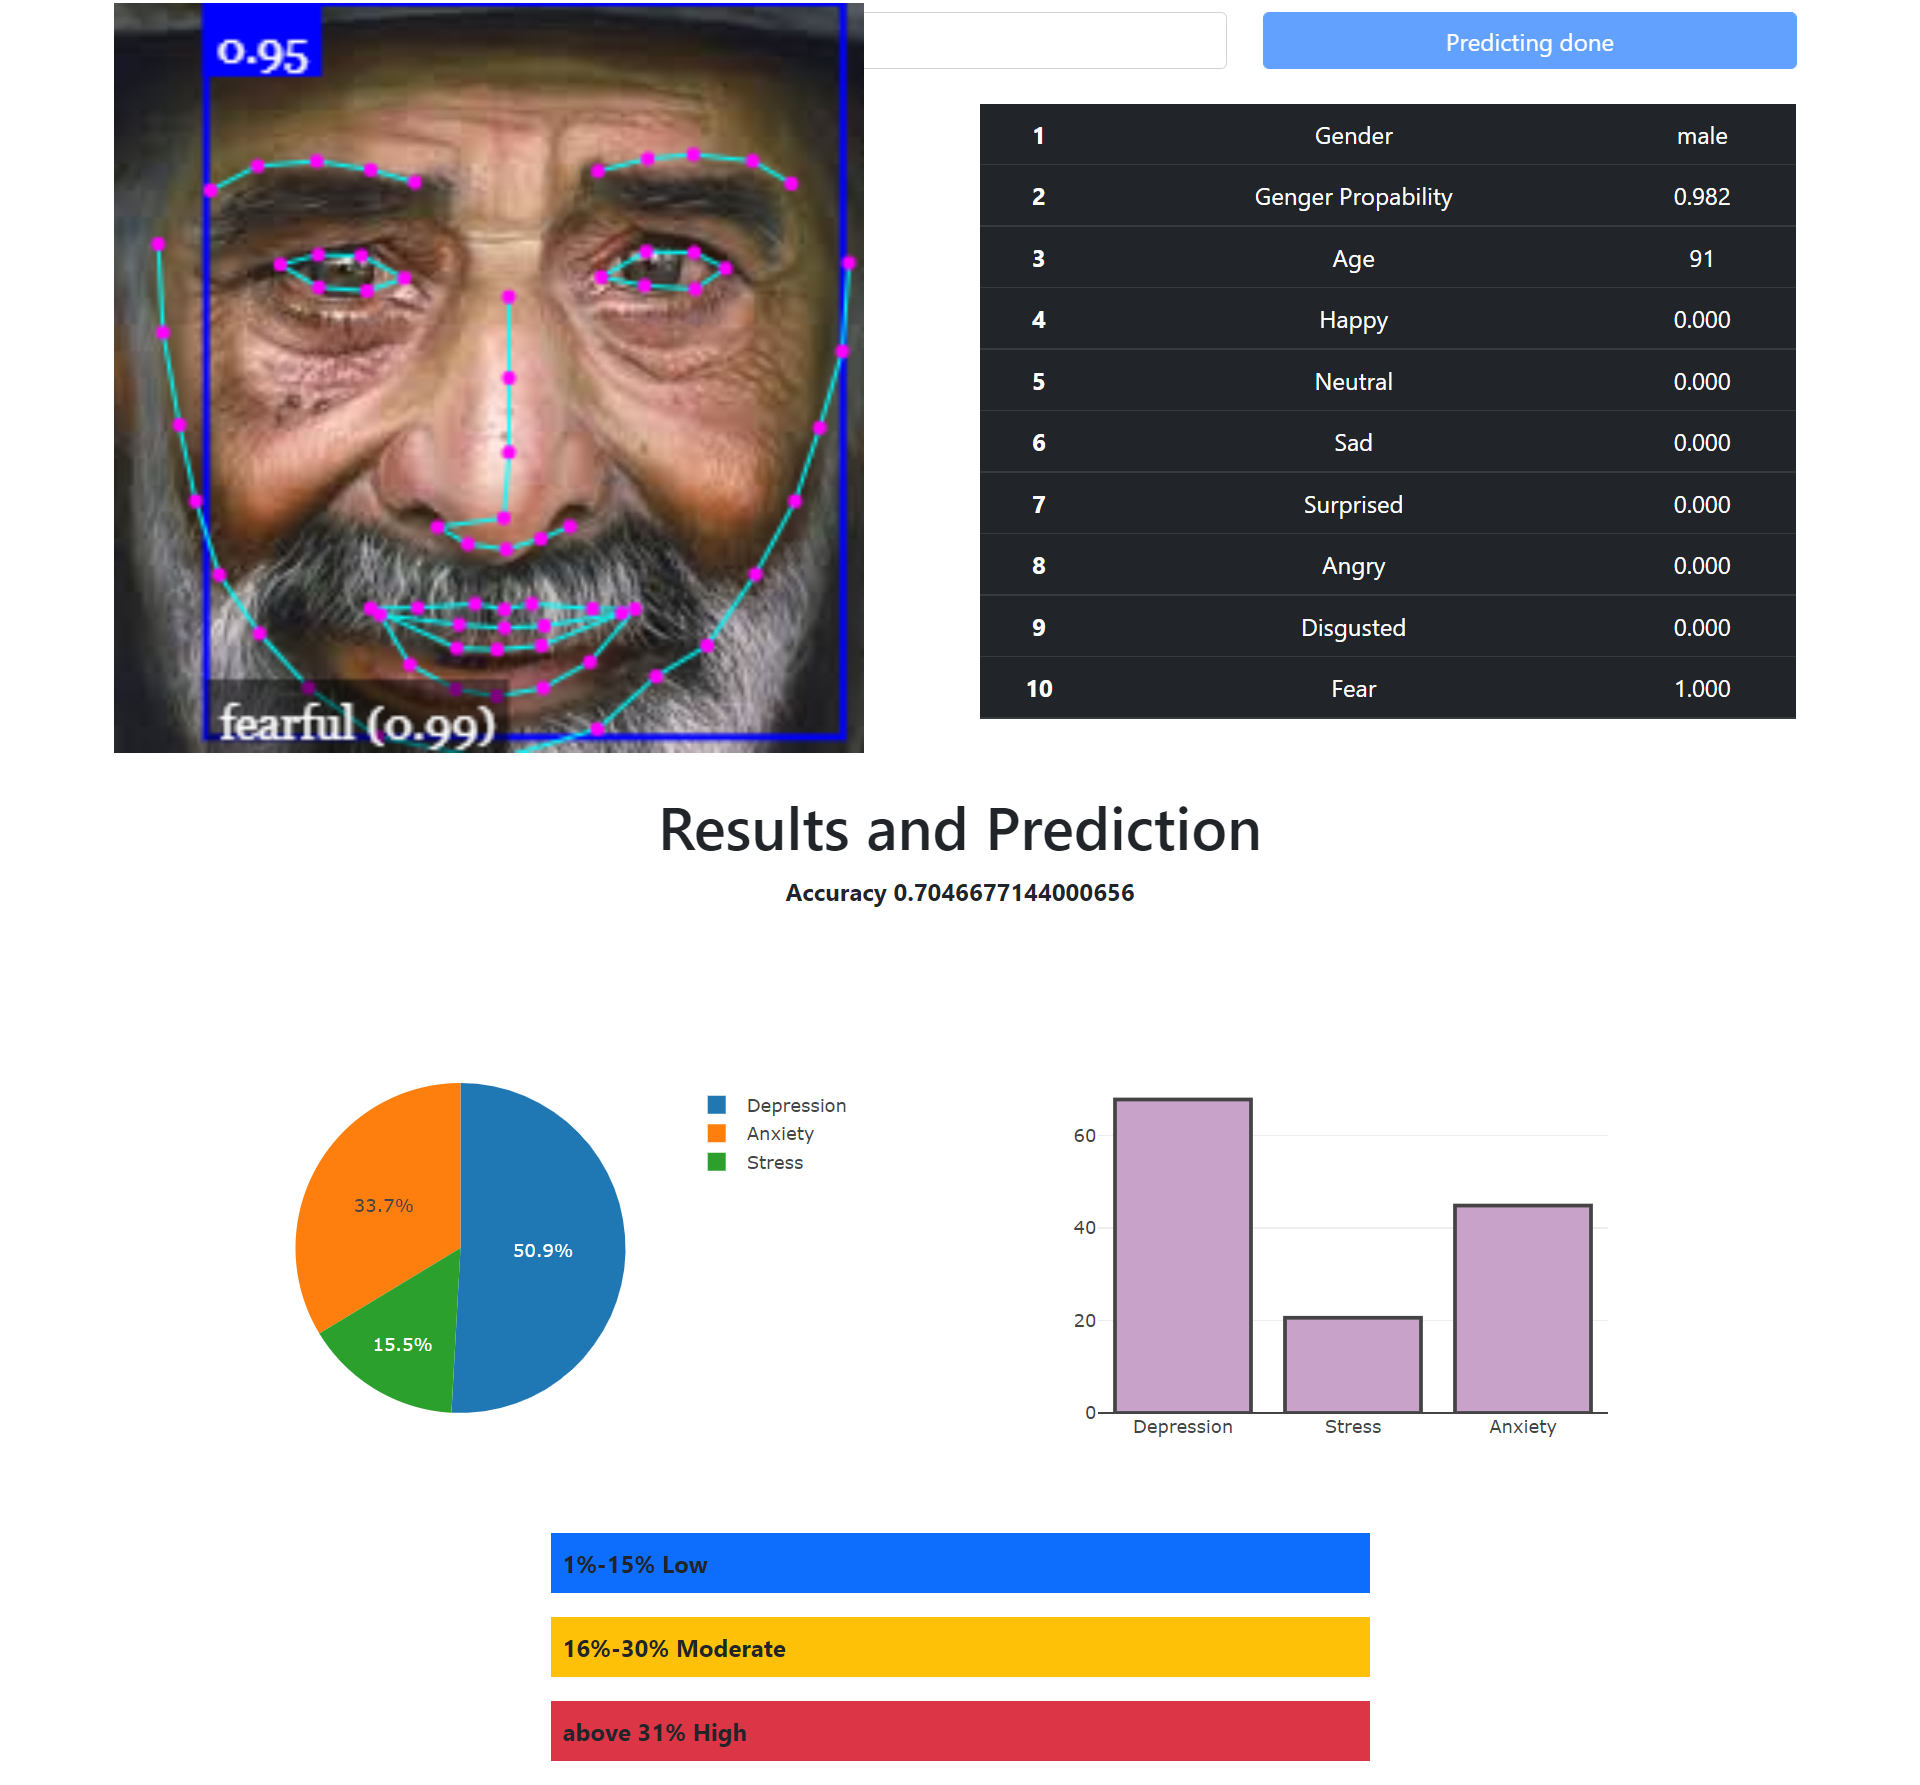 0.95
Predicting done
1 Gender male
2 Genger Propability 0.982
3 Age 91
4 Happy 0.000
5 Neutral 0.000
6 Sad 0.000
7 Surprised 0.000
8 Angry 0.000
9 Disgusted 0.000
10 Fear 1.000
fearful (0.99)
Results and Prediction
Accuracy 0.7046677144000656
33.7%
50.9%
15.5%
Depression
Anxiety
Stress
60
40
20
0
Depression Stress Anxiety
1%-15% Low
16%-30% Moderate
above 31% High